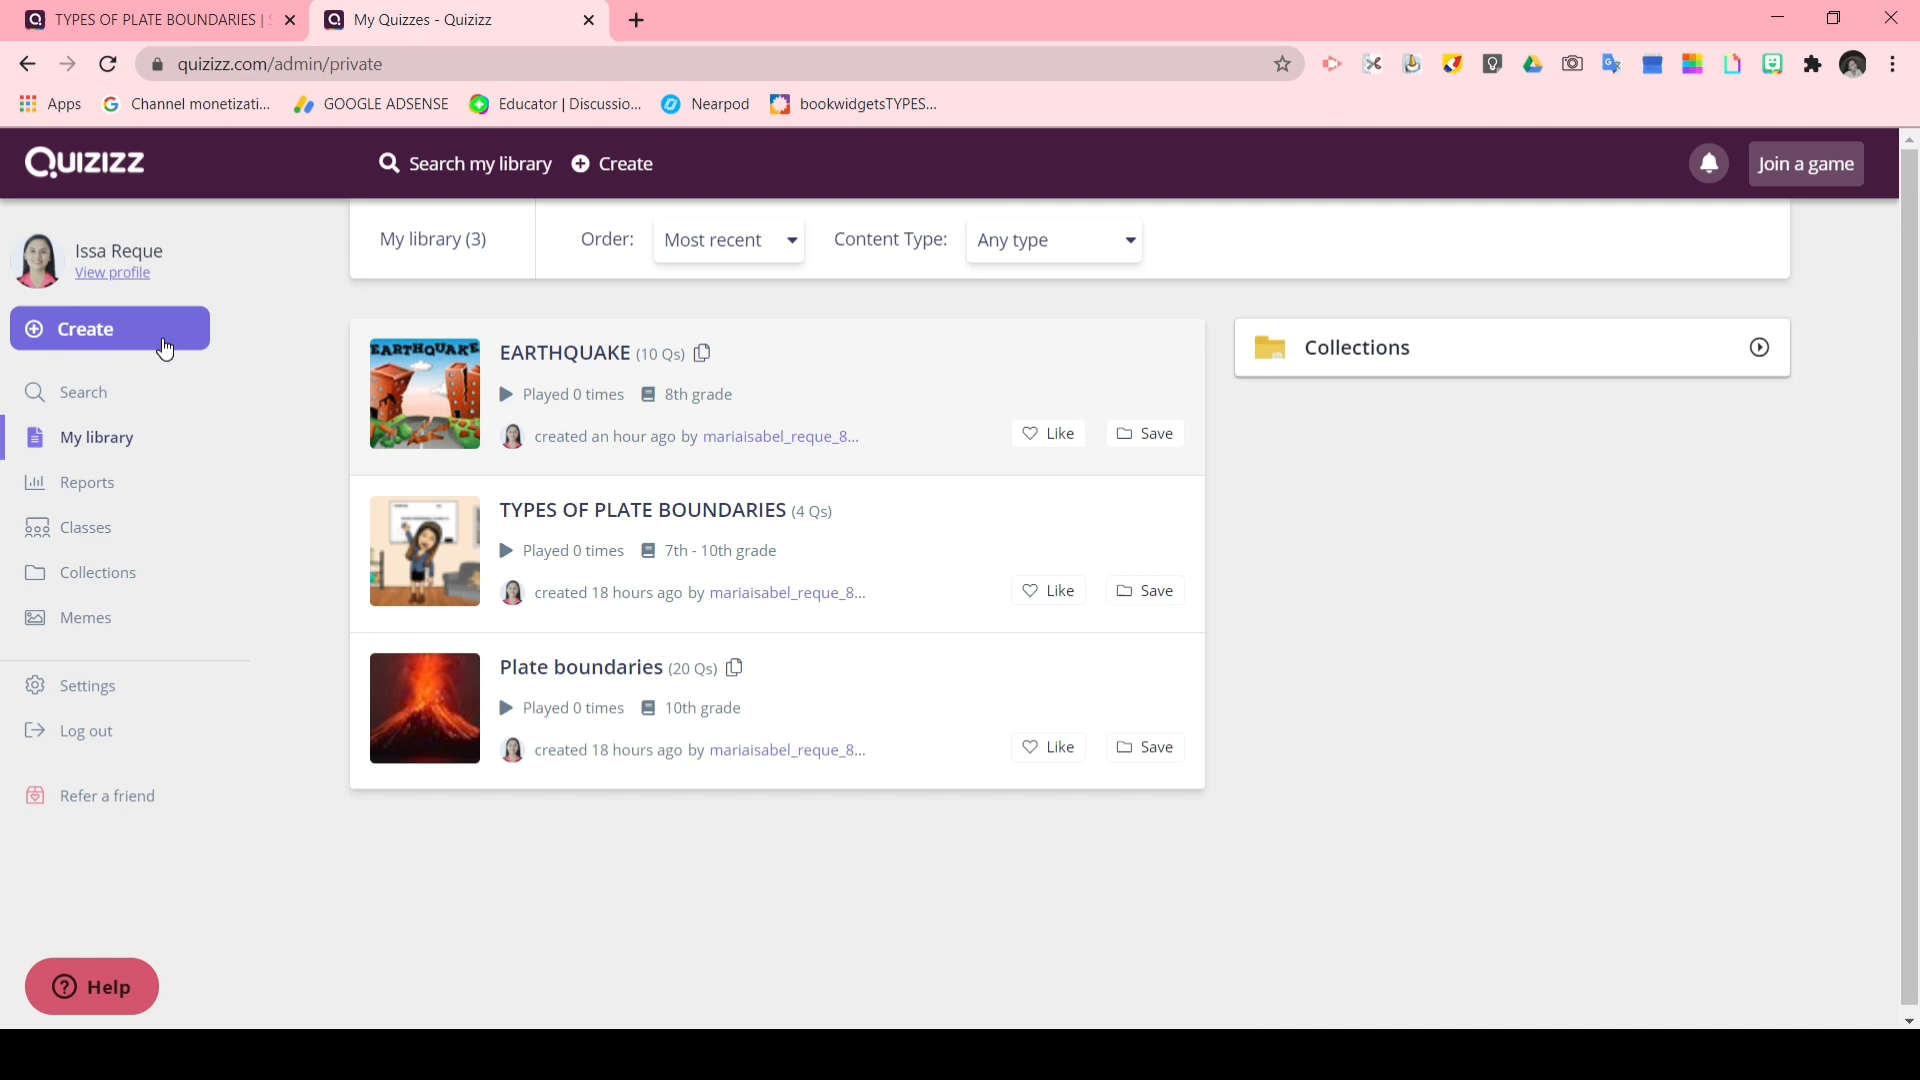 TYPES OF PLATE BOUNDARIES |
My Quizzes - Quizizz
quizizz.com/admin/private
Apps
Channel monetizati...
GOOGLE ADSENSE
Educator | Discussio...
Nearpod
bookwidgetsTYPES...
QUIZIZZ
Search my library
Create
Join a game
Issa Reque
View profile
Create
Search
My library
Reports
Classes
Collections
Memes
Settings
Log out
Refer a friend
Help
My library (3)
Order:
Most recent
Content Type:
Any type
EARTHQUAKE
EARTHQUAKE (10 Qs)
Played 0 times
8th grade
created an hour ago by mariaisabel_reque_8...
Like
Save
TYPES OF PLATE BOUNDARIES (4 Qs)
Played 0 times
7th - 10th grade
created 18 hours ago by mariaisabel_reque_8...
Like
Save
Plate boundaries (20 Qs)
Played 0 times
10th grade
created 18 hours ago by mariaisabel_reque_8...
Like
Save
Collections